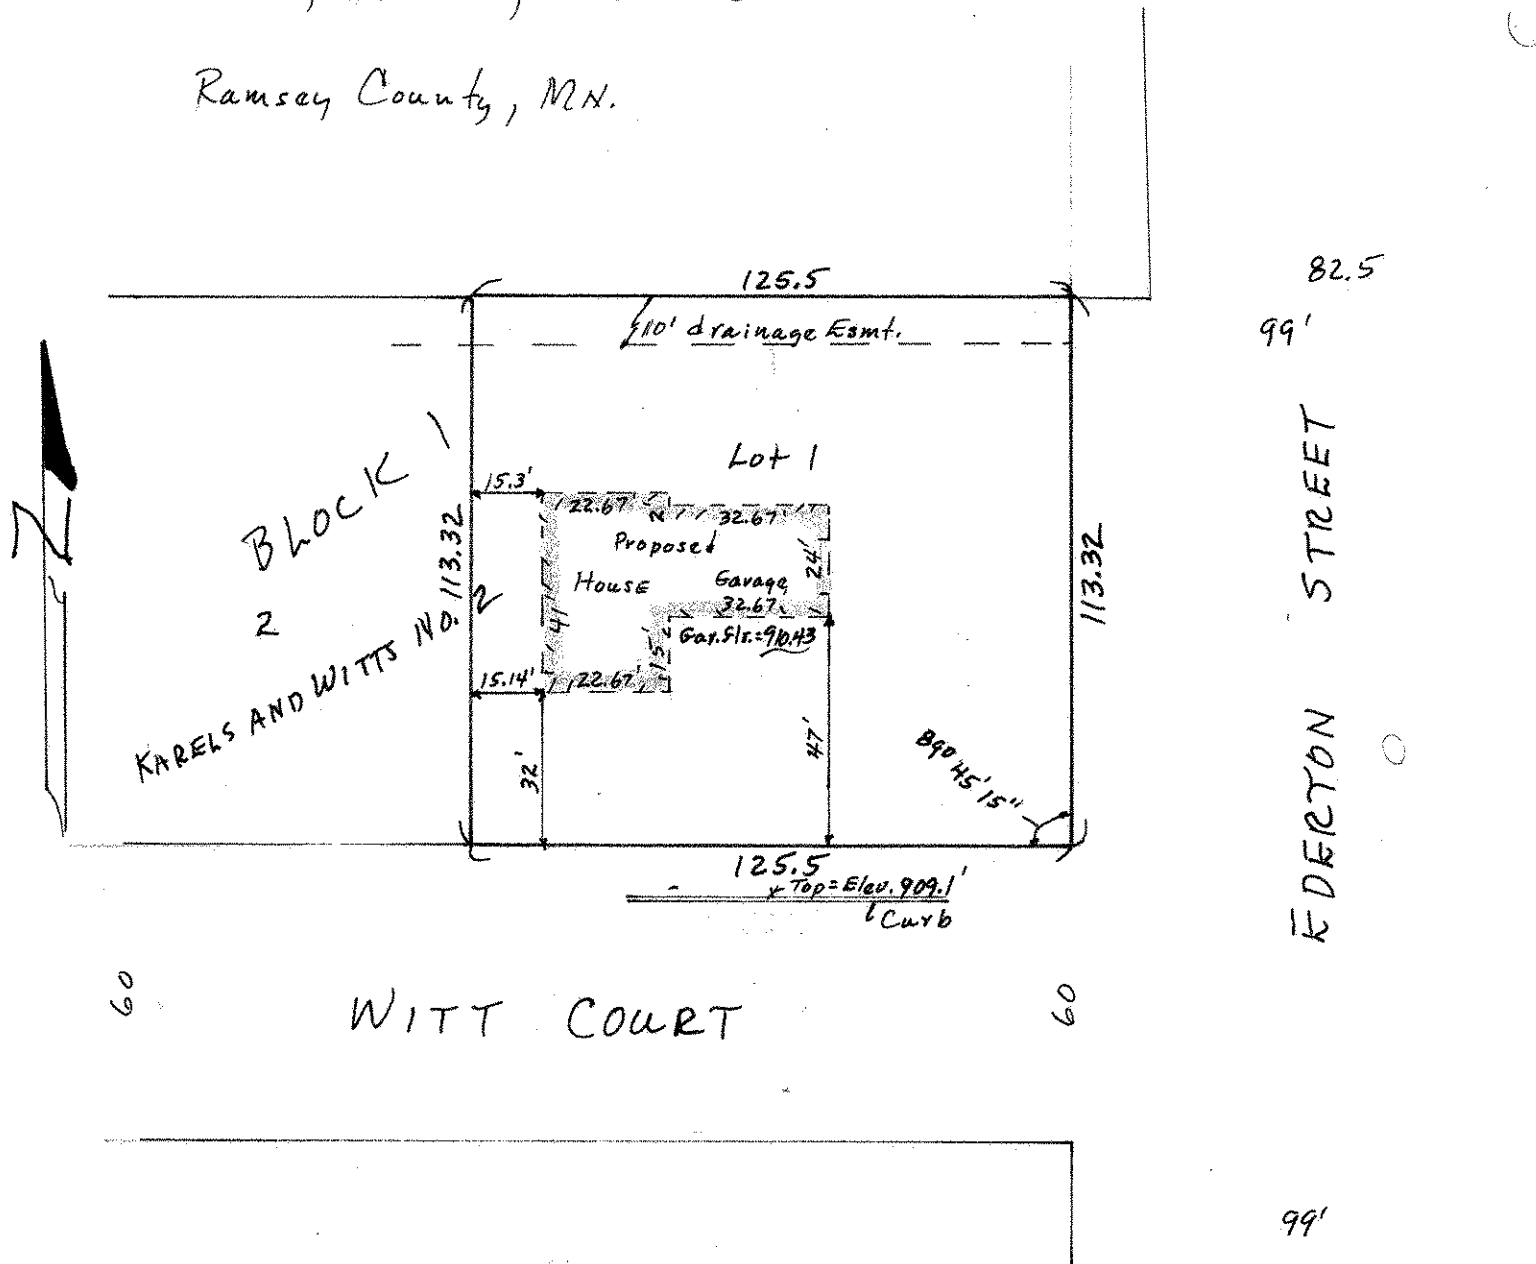 Ramsey County, MN.
125.5
82.5
10' drainage Esmt.
99'
Lot 1
BLOCK 1
15.3'
22.67'
2'
32.67'
N
113.32
Proposed
24'
113.32
House
Garage
2
32.67
41'
15'
Gar.Flr.=910.43
KARELS AND WITTS NO. 2
15.14'
22.67'
EDERTON STREET
32'
47'
890 45' 15"
125.5
Top=Elev. 909.1'
Curb
60
WITT COURT
60
99'